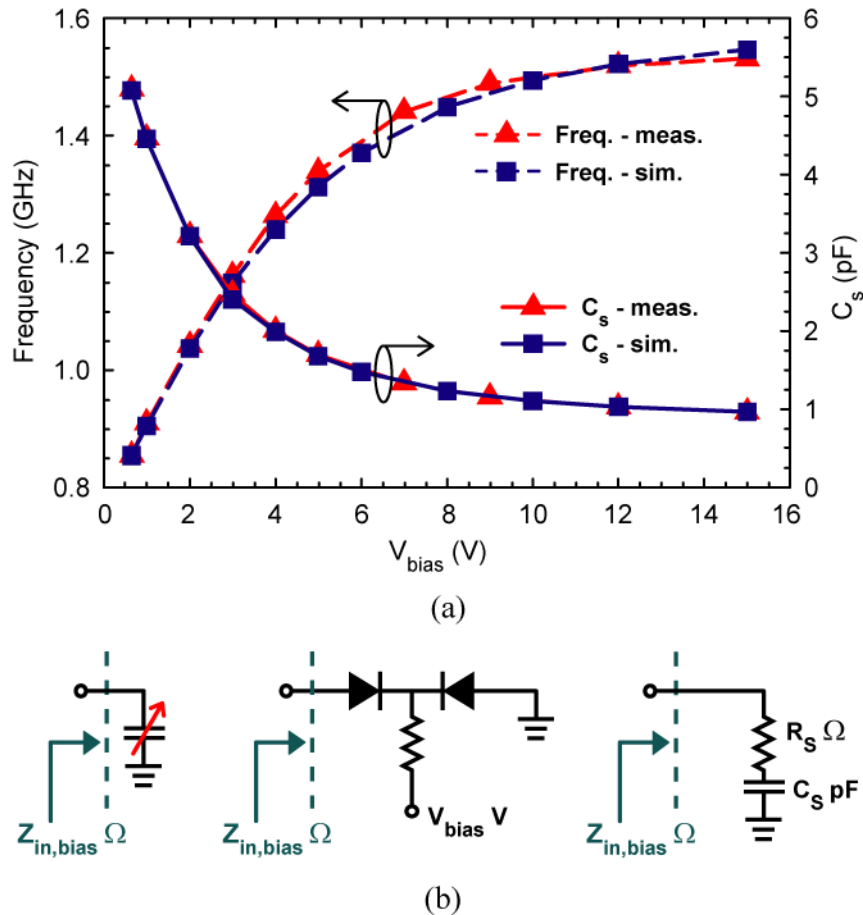 1.6
1.4
1.2
1.0
0.8
Frequency (GHz)
6
5
4
3
2
1
0
C_s (pF)
Freq. - meas.
Freq. - sim.
C_s - meas.
C_s - sim.
0 2 4 6 8 10 12 14 16
V_bias (V)
(a)
Z_in,bias Ω
V_bias V
Z_in,bias Ω
R_S Ω
C_S pF
Z_in,bias Ω
(b)